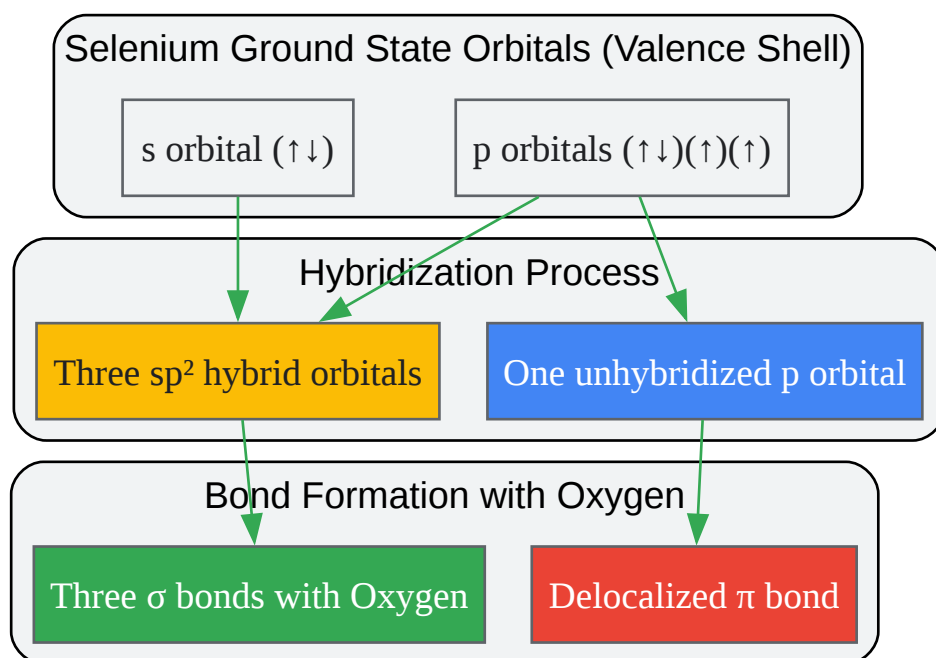 Selenium Ground State Orbitals (Valence Shell)
s orbital (↑↓)
p orbitals (↑↓)(↑)(↑)
Hybridization Process
Three sp² hybrid orbitals
One unhybridized p orbital
Bond Formation with Oxygen
Three σ bonds with Oxygen
Delocalized π bond